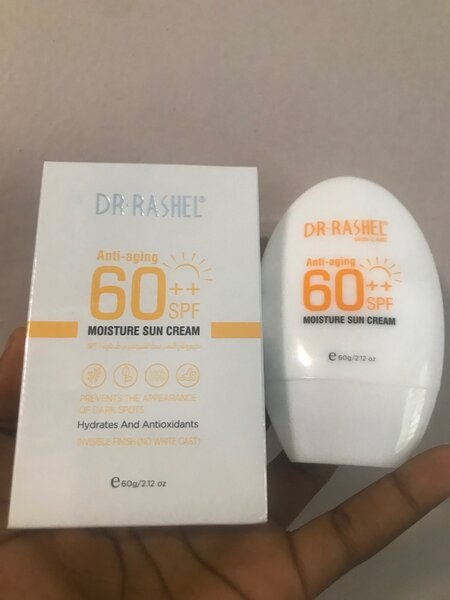 DR·RASHEL®
Anti-aging
60++
SPF
MOISTURE SUN CREAM
PREVENTS THE APPEARANCE
OF DARK SPOTS
Hydrates And Antioxidants
INVISIBLE FINISH (NO WHITE CAST)
e 60g/2.12 oz
DR·RASHEL®
SKIN CARE
Anti-aging
60++
SPF
MOISTURE SUN CREAM
e 60g/2.12 oz